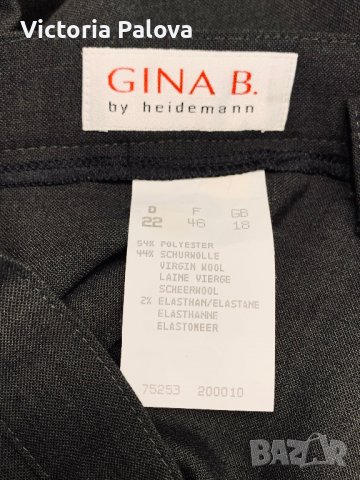 Victoria Palova
GINA B.
by heidemann
D F GB
22 46 18
54% POLYESTER
44% SCHURWOLLE
VIRGIN WOOL
LAINE VIERGE
SCHEERWOOL
2% ELASTHAN/ELASTANE
ELASTHANNE
ELASTOMEER
75253 200010
BAZAR